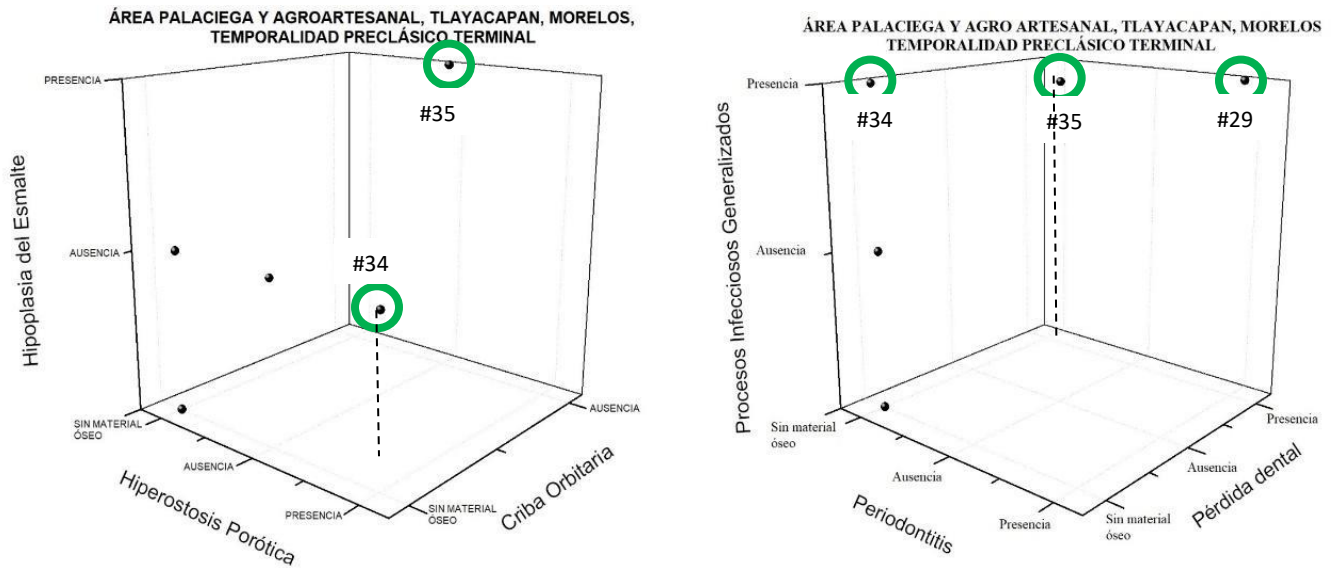 ÁREA PALACIEGA Y AGROARTESANAL, TLAYACAPAN, MORELOS,
TEMPORALIDAD PRECLÁSICO TERMINAL
PRESENCIA
#35
AUSENCIA
#34
Hipoplasia del Esmalte
SIN MATERIAL
ÓSEO
AUSENCIA
PRESENCIA
Hiperostosis Porótica
SIN MATERIAL
ÓSEO
AUSENCIA
Criba Orbitaria
ÁREA PALACIEGA Y AGRO ARTESANAL, TLAYACAPAN, MORELOS
TEMPORALIDAD PRECLÁSICO TERMINAL
Presencia
#34
#35
#29
Ausencia
Procesos Infecciosos Generalizados
Sin material
óseo
Ausencia
Presencia
Periodontitis
Sin material
óseo
Ausencia
Presencia
Pérdida dental